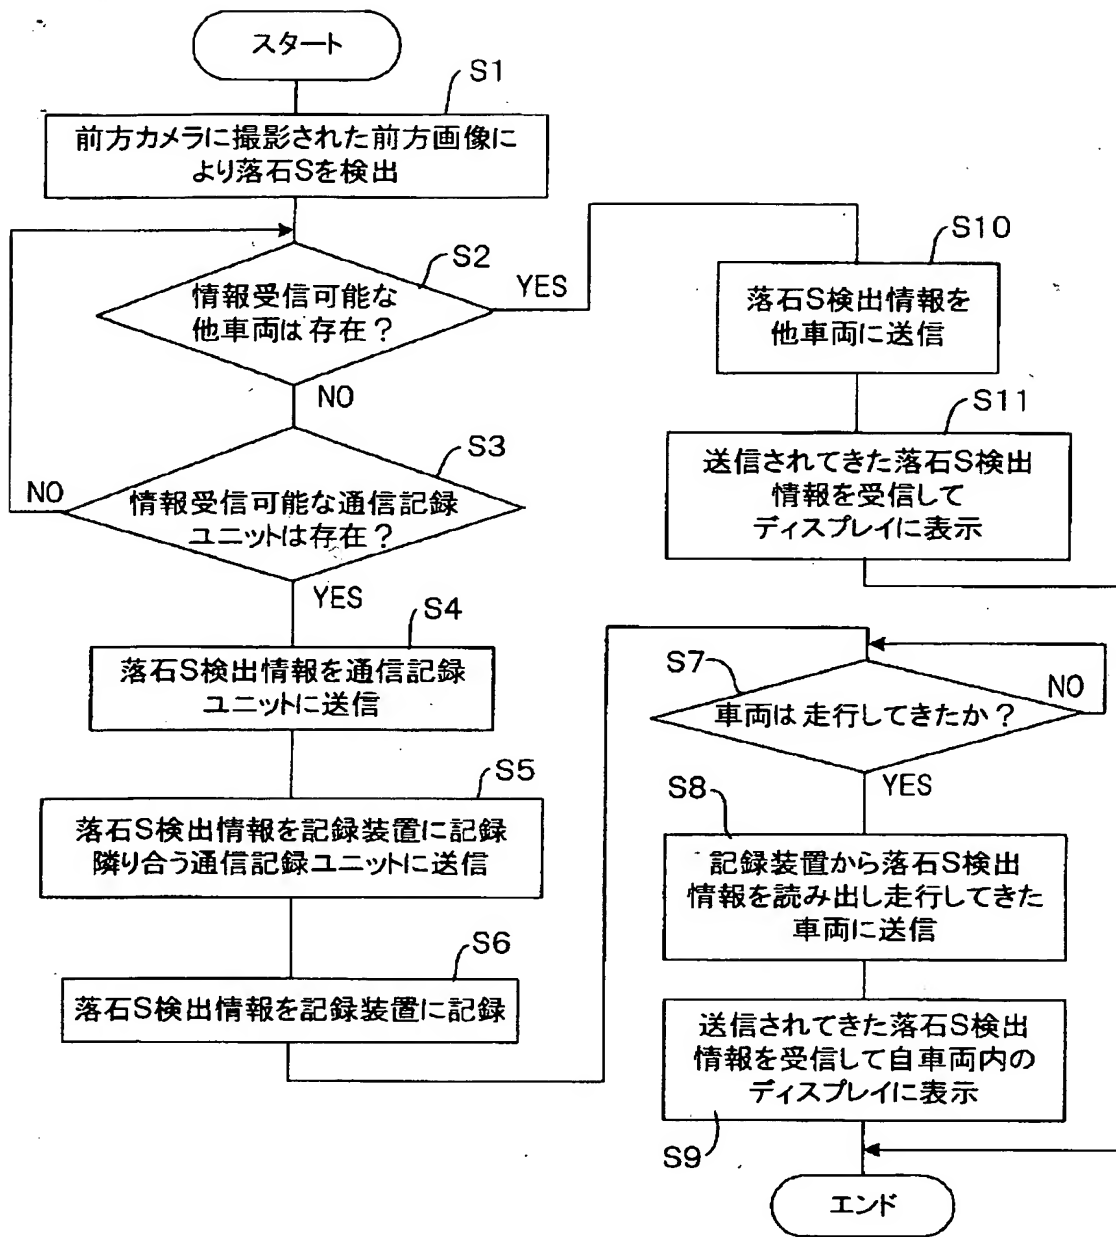 スタート
S1
前方カメラに撮影された前方画像に
より落石Sを検出
S2
情報受信可能な
他車両は存在？
YES
NO
S3
情報受信可能な通信記録
ユニットは存在？
NO
YES
S4
落石S検出情報を通信記録
ユニットに送信
S5
落石S検出情報を記録装置に記録
隣り合う通信記録ユニットに送信
S6
落石S検出情報を記録装置に記録
S10
落石S検出情報を
他車両に送信
S11
送信されてきた落石S検出
情報を受信して
ディスプレイに表示
S7
車両は走行してきたか？
NO
YES
S8
記録装置から落石S検出
情報を読み出し走行してきた
車両に送信
送信されてきた落石S検出
情報を受信して自車両内の
ディスプレイに表示
S9
エンド